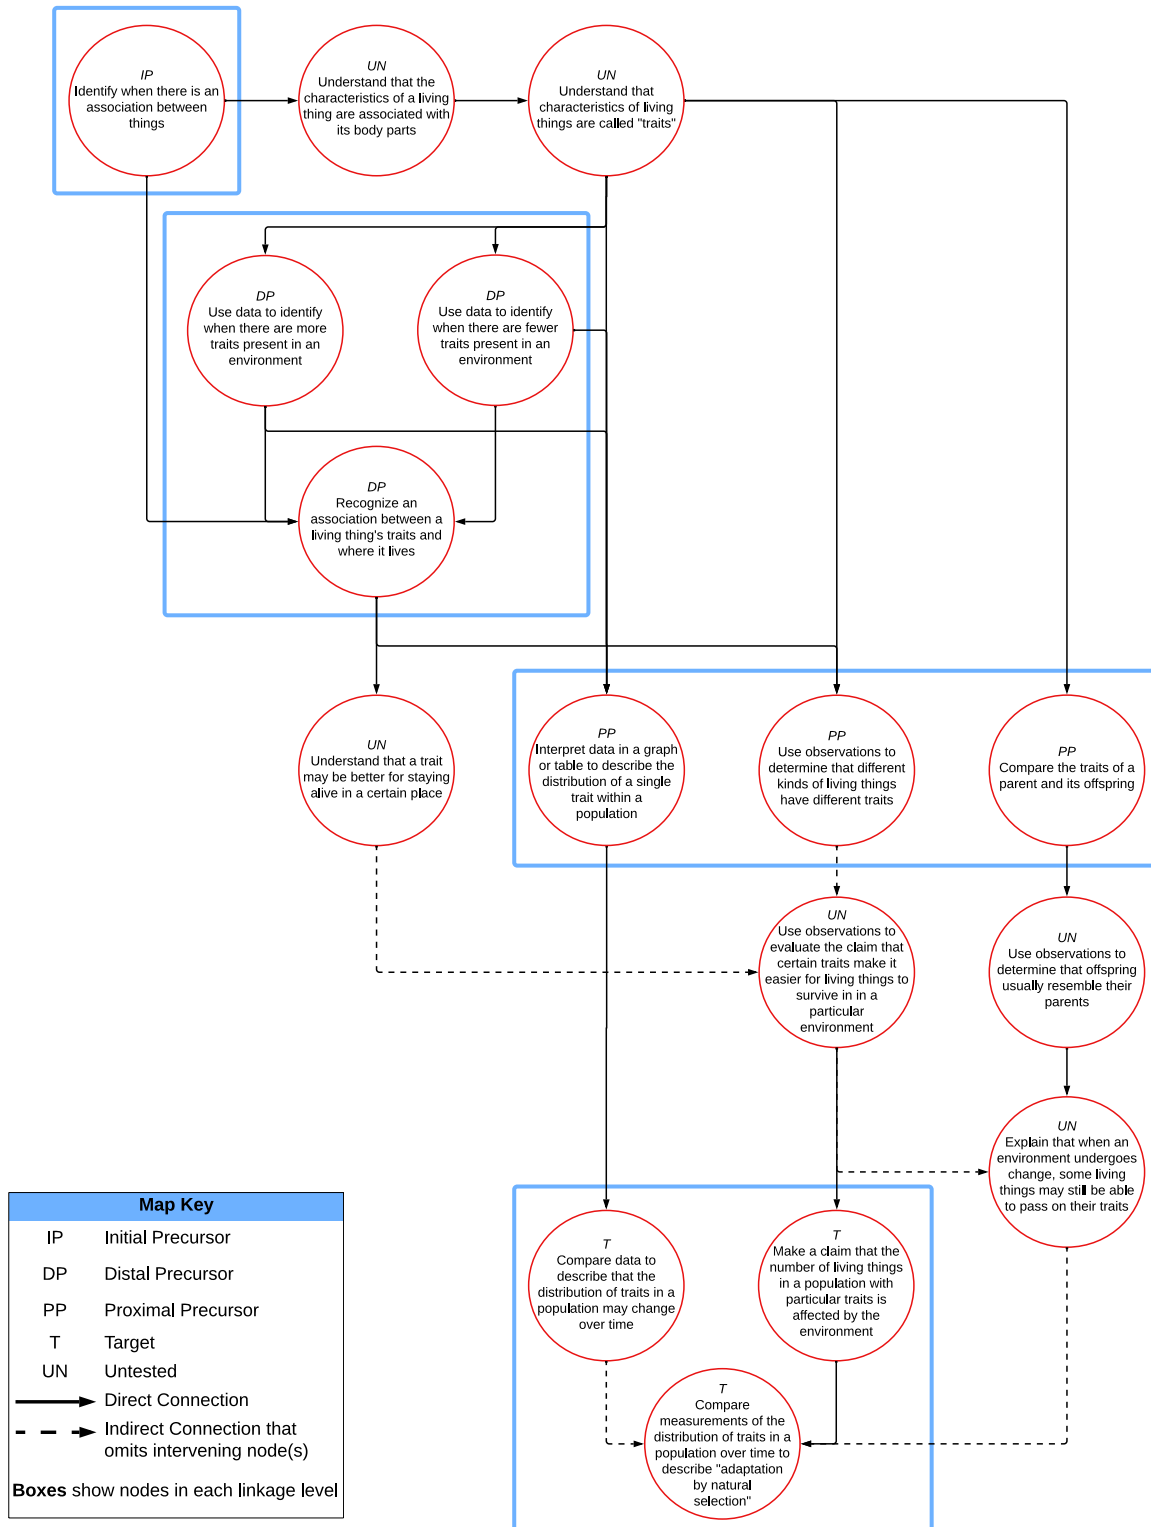 IP
Identify when there is an
association between
things
UN
Understand that the
characteristics of a living
thing are associated with
its body parts
UN
Understand that
characteristics of living
things are called "traits"
DP
Use data to identify
when there are more
traits present in an
environment
DP
Use data to identify
when there are fewer
traits present in an
environment
DP
Recognize an
association between a
living thing's traits and
where it lives
UN
Understand that a trait
may be better for staying
alive in a certain place
PP
Interpret data in a graph
or table to describe the
distribution of a single
trait within a
population
PP
Use observations to
determine that different
kinds of living things
have different traits
PP
Compare the traits of a
parent and its offspring
UN
Use observations to
evaluate the claim that
certain traits make it
easier for living things to
survive in in a
particular environment
UN
Use observations to
determine that offspring
usually resemble their
parents
UN
Explain that when an
environment undergoes
change, some living
things may still be able
to pass on their traits
T
Compare data to
describe that the
distribution of traits in a
population may change
over time
T
Make a claim that the
number of living things
in a population with
particular traits is
affected by the
environment
T
Compare
measurements of the
distribution of traits in a
population over time to
describe "adaptation
by natural
selection"
Map Key
IP Initial Precursor
DP Distal Precursor
PP Proximal Precursor
T Target
UN Untested
Direct Connection
Indirect Connection that
omits intervening node(s)
Boxes show nodes in each linkage level